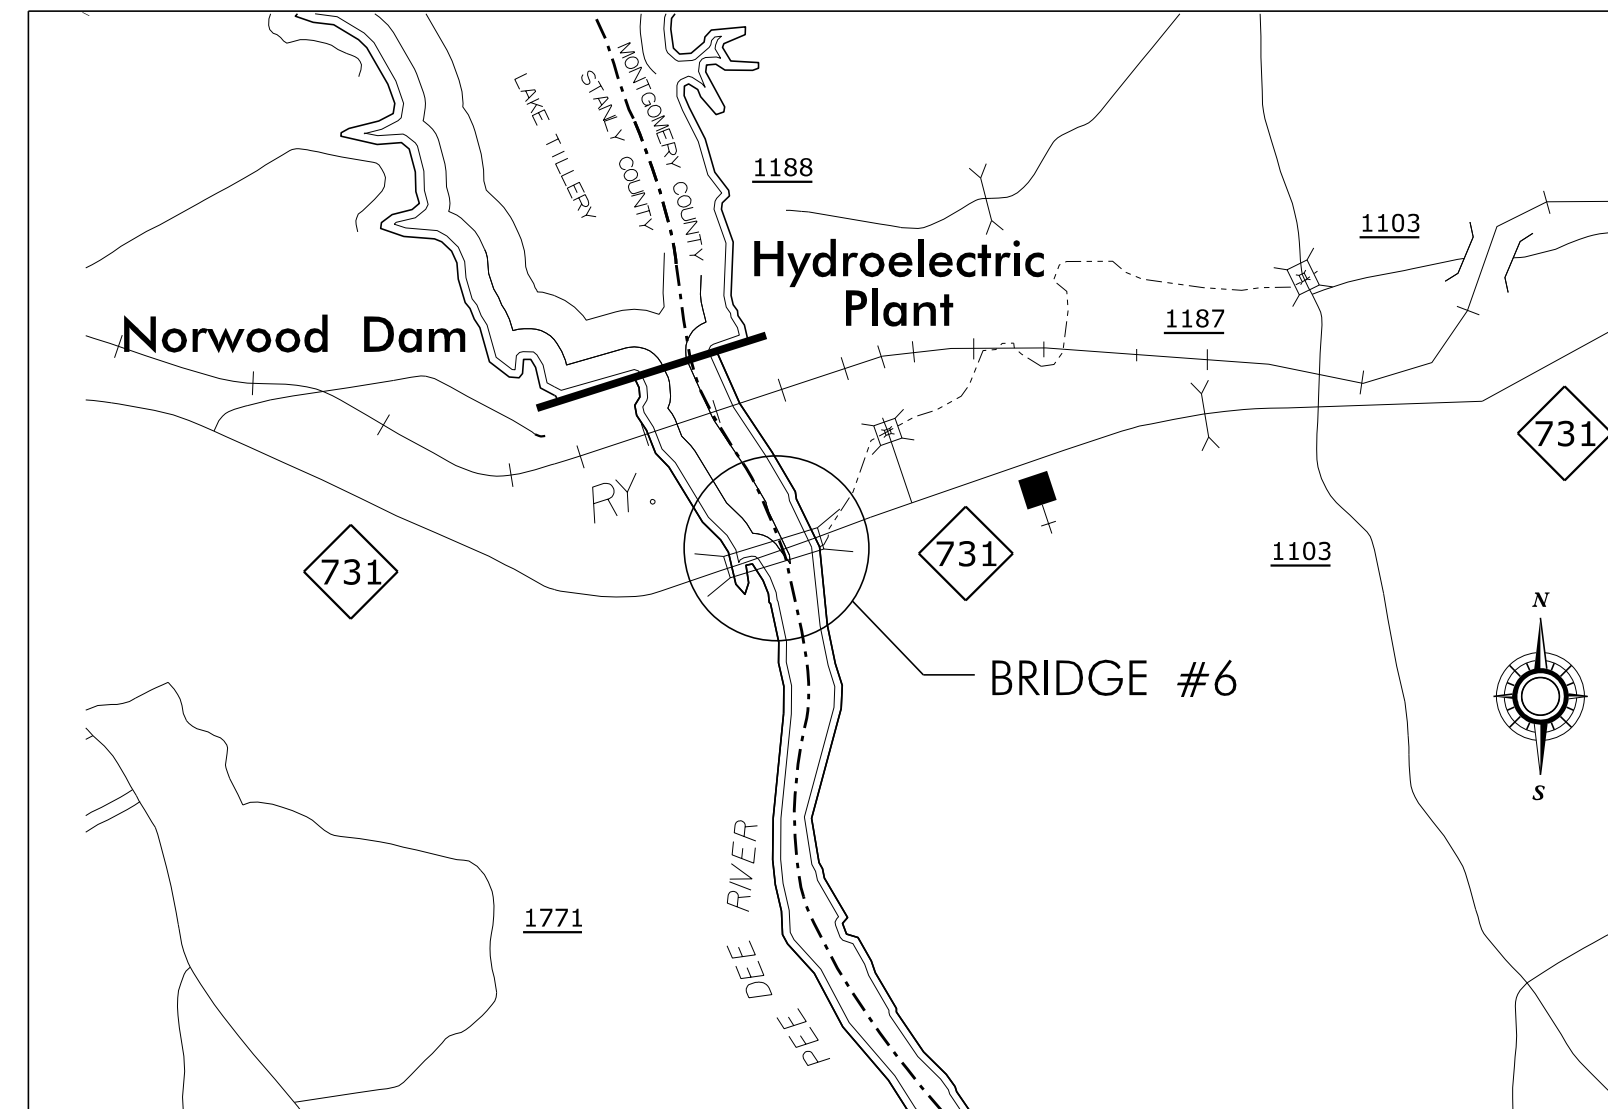 MONTGOMERY COUNTY
STANLY COUNTY
LAKE TILLERY
1188
1103
Hydroelectric
Plant
1187
Norwood Dam
731
RY.
731
731
1103
N
BRIDGE #6
S
1771
PEE DEE RIVER